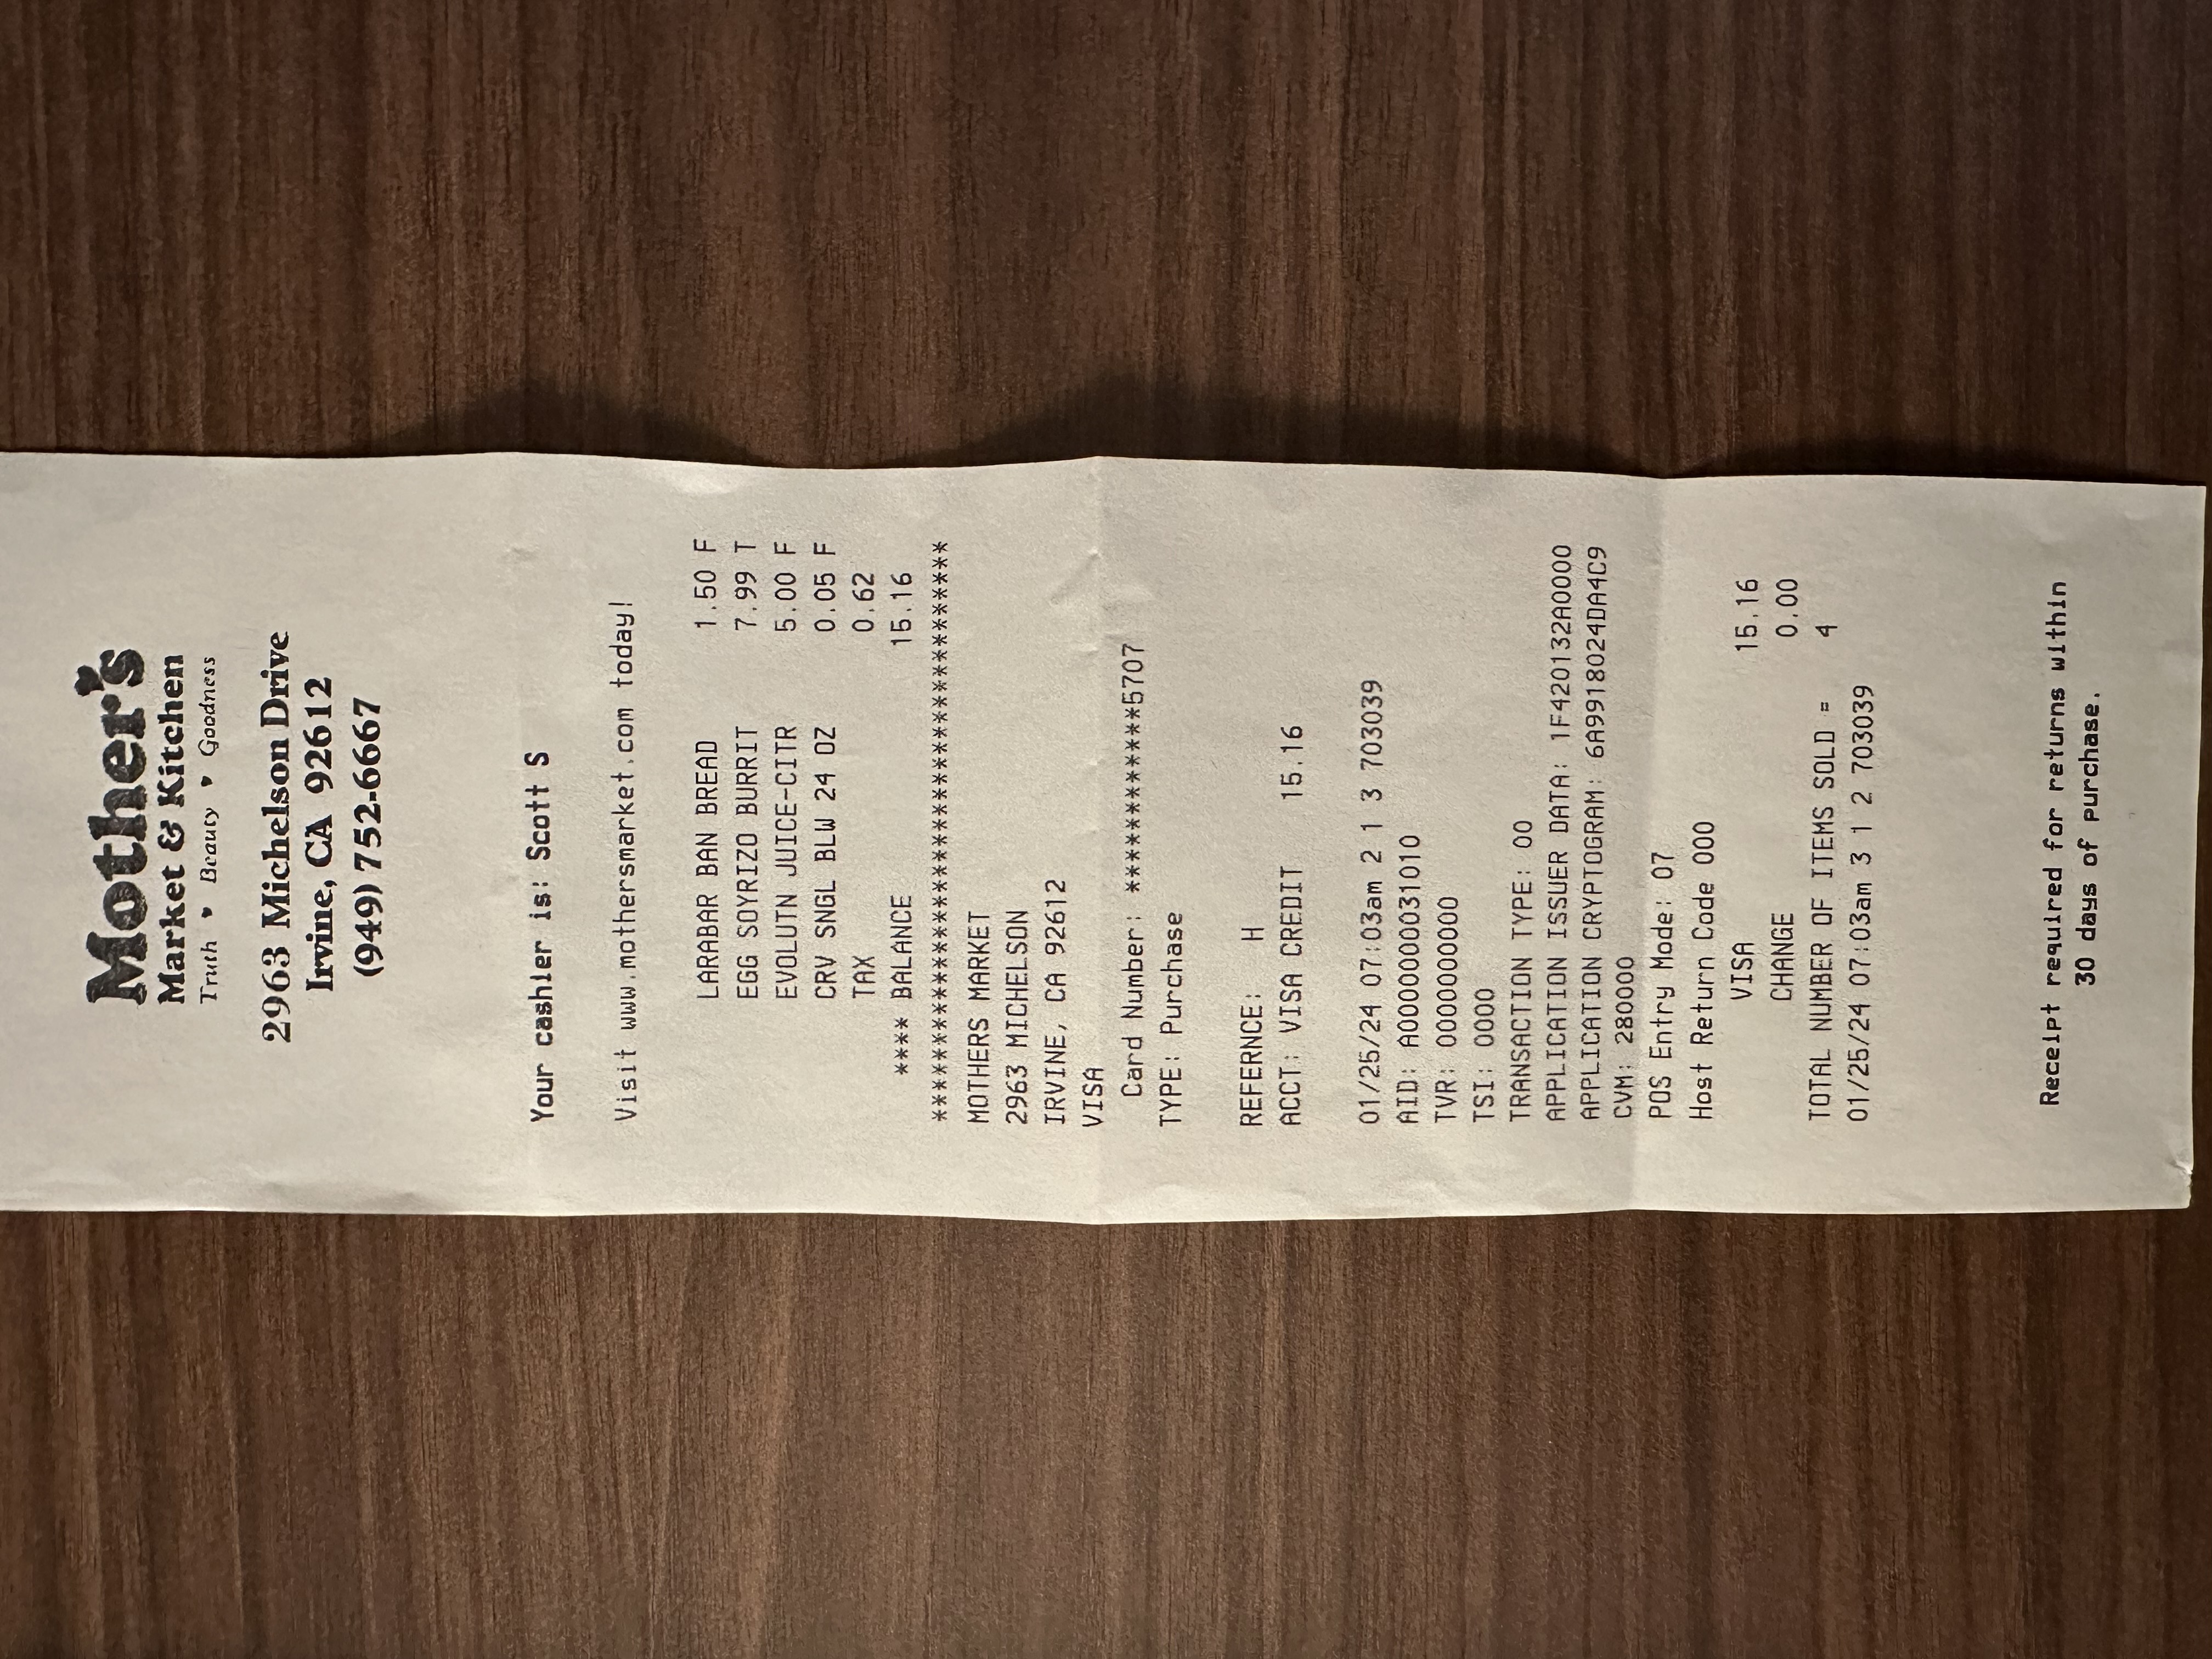 Mother's
Market & Kitchen
Truth ♥ Beauty ♥ Goodness
2963 Michelson Drive
Irvine, CA 92612
(949) 752-6667
Your cashier is: Scott S
Visit www.mothersmarket.com today!
LARABAR BAN BREAD 1.50 F
EGG SOYRIZO BURRIT 7.99 T
EVOLUTN JUICE-CITR 5.00 F
CRV SNGL BLW 24 OZ 0.05 F
TAX 0.62
**** BALANCE 15.16
**************************************
MOTHERS MARKET
2963 MICHELSON
IRVINE, CA 92612
VISA
Card Number: ************5707
TYPE: Purchase
REFERNCE: H
ACCT: VISA CREDIT 15.16
01/25/24 07:03am 2 1 3 703039
AID: A0000000031010
TVR: 0000000000
TSI: 0000
TRANSACTION TYPE: 00
APPLICATION ISSUER DATA: 1F420132A0000
APPLICATION CRYPTOGRAM: 6A9918024DA4C9
CVM: 280000
POS Entry Mode: 07
Host Return Code 000
VISA 15.16
CHANGE 0.00
TOTAL NUMBER OF ITEMS SOLD = 4
01/25/24 07:03am 3 1 2 703039
Receipt required for returns within
30 days of purchase.